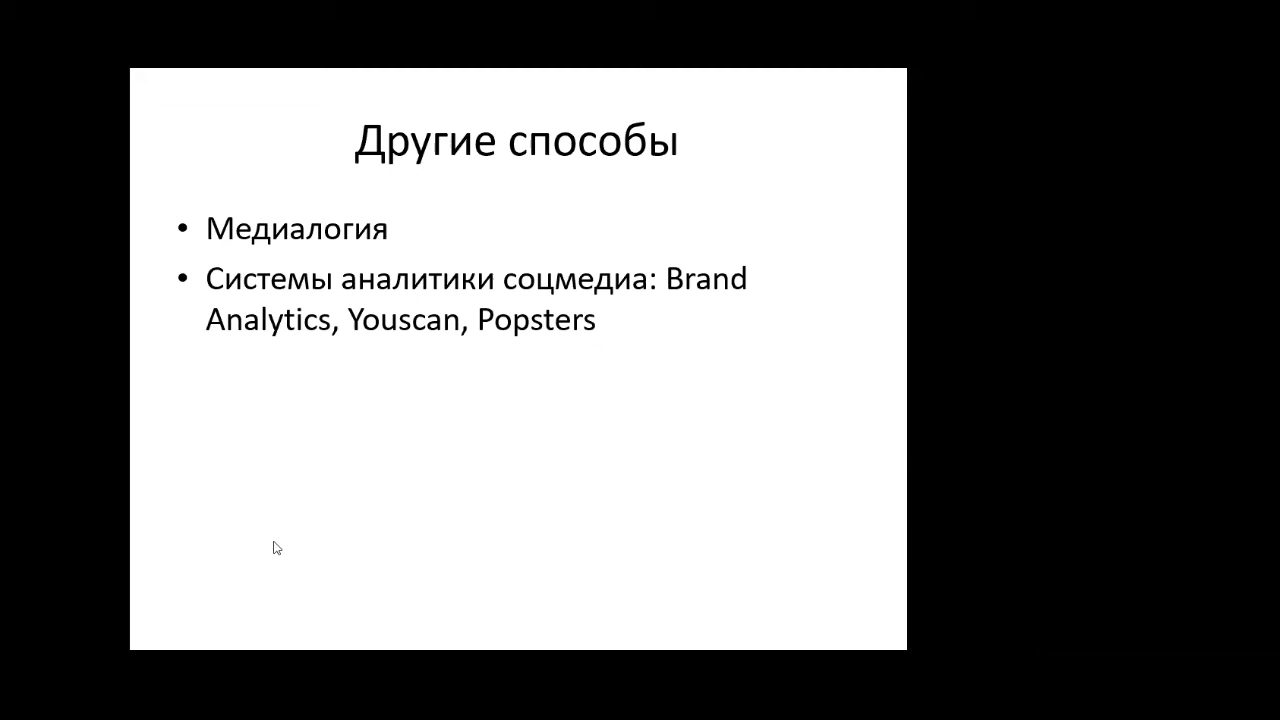 Другие способы
• Медиалогия
• Системы аналитики соцмедиа: Brand
Analytics, Youscan, Popsters